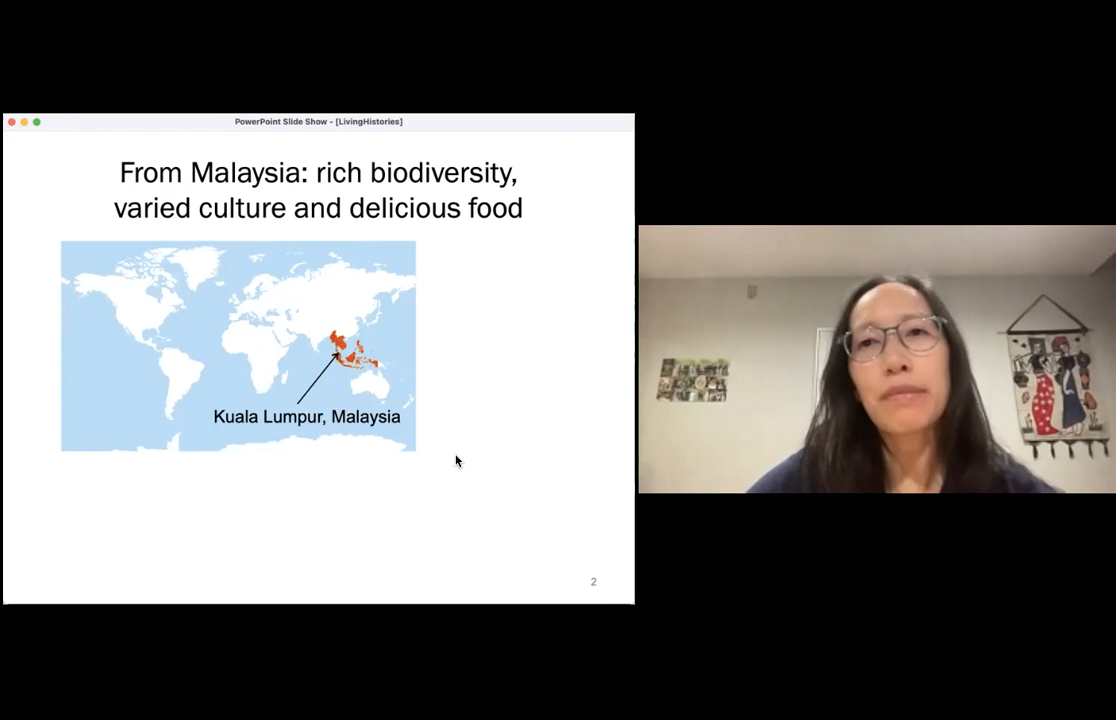 PowerPoint Slide Show - [LivingHistories]
From Malaysia: rich biodiversity,
varied culture and delicious food
Kuala Lumpur, Malaysia
2